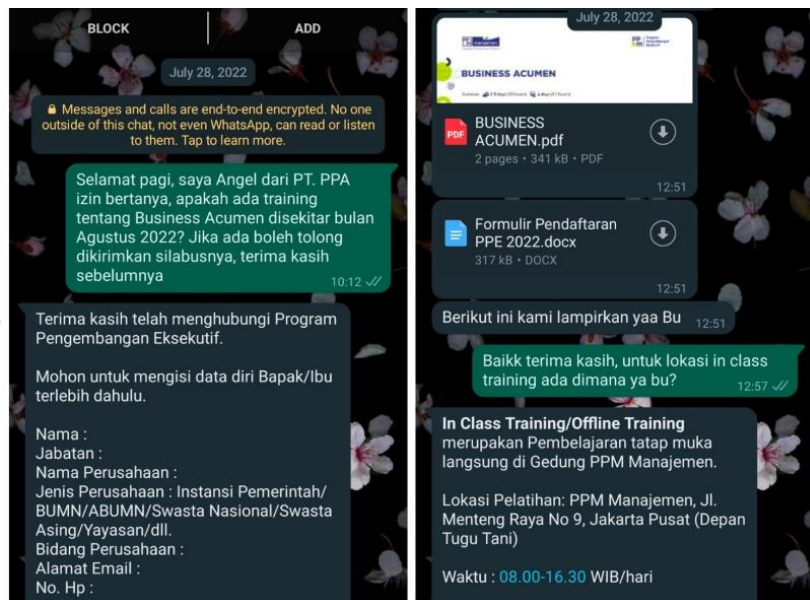 BLOCK
ADD
July 28, 2022
Messages and calls are end-to-end encrypted. No one
outside of this chat, not even WhatsApp, can read or listen
to them. Tap to learn more.
Selamat pagi, saya Angel dari PT. PPA
izin bertanya, apakah ada training
tentang Business Acumen disekitar bulan
Agustus 2022? Jika ada boleh tolong
dikirimkan silabusnya, terima kasih
sebelumnya
10:12
Terima kasih telah menghubungi Program
Pengembangan Eksekutif.
Mohon untuk mengisi data diri Bapak/Ibu
terlebih dahulu.
Nama :
Jabatan :
Nama Perusahaan :
Jenis Perusahaan : Instansi Pemerintah/
BUMN/ABUMN/Swasta Nasional/Swasta
Asing/Yayasan/dll.
Bidang Perusahaan :
Alamat Email :
No. Hp :
July 28, 2022
BUSINESS ACUMEN
PDF
BUSINESS
ACUMEN.pdf
2 pages • 341 kB • PDF
12:51
Formulir Pendaftaran
PPE 2022.docx
317 kB • DOCX
12:51
Berikut ini kami lampirkan yaa Bu
12:51
Baikk terima kasih, untuk lokasi in class
training ada dimana ya bu?
12:57
In Class Training/Offline Training
merupakan Pembelajaran tatap muka
langsung di Gedung PPM Manajemen.
Lokasi Pelatihan: PPM Manajemen, Jl.
Menteng Raya No 9, Jakarta Pusat (Depan
Tugu Tani)
Waktu : 08.00-16.30 WIB/hari